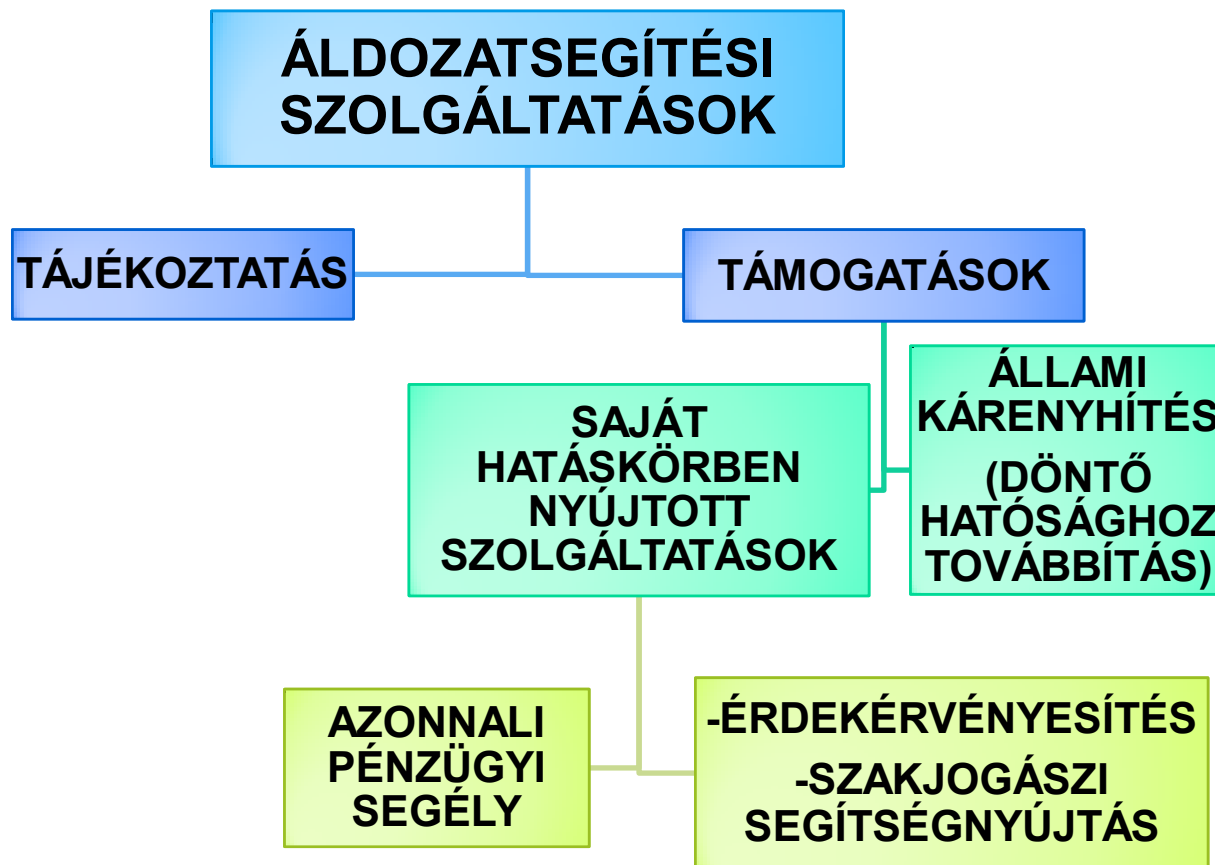 ÁLDOZATSEGÍTÉSI
SZOLGÁLTATÁSOK
TÁJÉKOZTATÁS
TÁMOGATÁSOK
SAJÁT
HATÁSKÖRBEN
NYÚJTOTT
SZOLGÁLTATÁSOK
ÁLLAMI
KÁRENYHÍTÉS
(DÖNTŐ
HATÓSÁGHOZ
TOVÁBBÍTÁS)
AZONNALI
PÉNZÜGYI
SEGÉLY
-ÉRDEKÉRVÉNYESÍTÉS
-SZAKJOGÁSZI
SEGÍTSÉGNYÚJTÁS